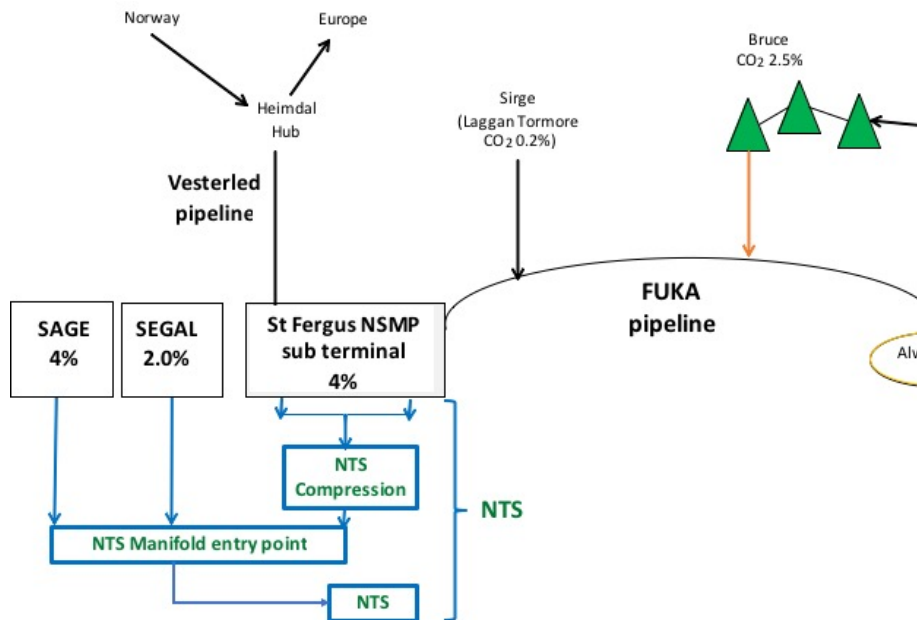 Norway
Europe
Bruce
CO2 2.5%
Heimdal
Hub
Sirge
(Laggan Tormore
CO2 0.2%)
Vesterled
pipeline
FUKA
pipeline
SAGE
4%
SEGAL
2.0%
St Fergus NSMP
sub terminal
4%
Alv
NTS
Compression
NTS
NTS Manifold entry point
NTS